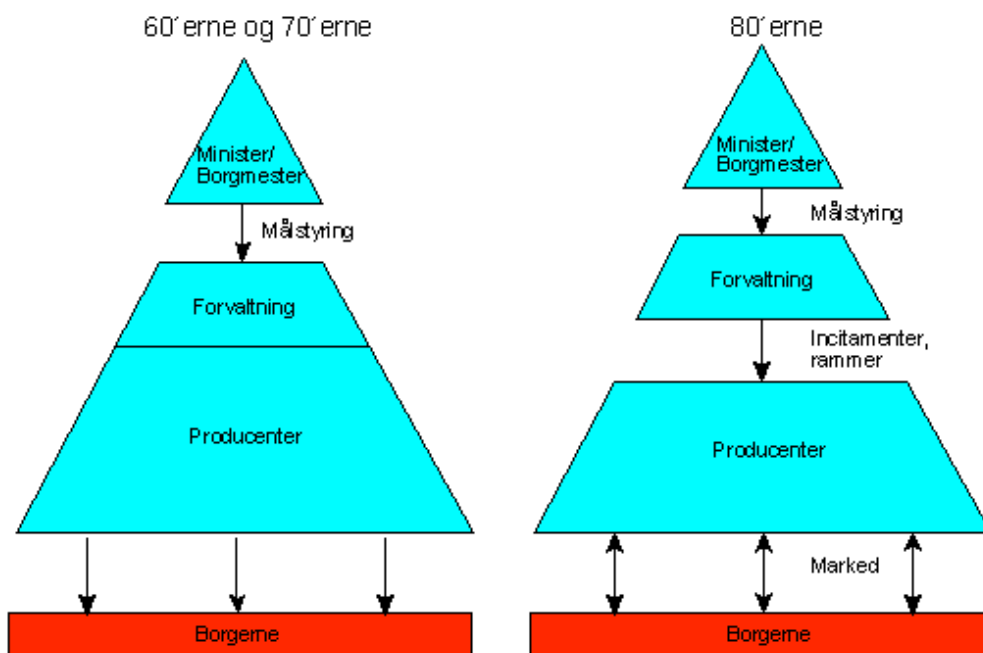 60´erne og 70´erne
Minister/
Borgmester
Målstyring
Forvaltning
Producenter
Borgerne
80´erne
Minister/
Borgmester
Målstyring
Forvaltning
Incitamenter,
rammer
Producenter
Marked
Borgerne